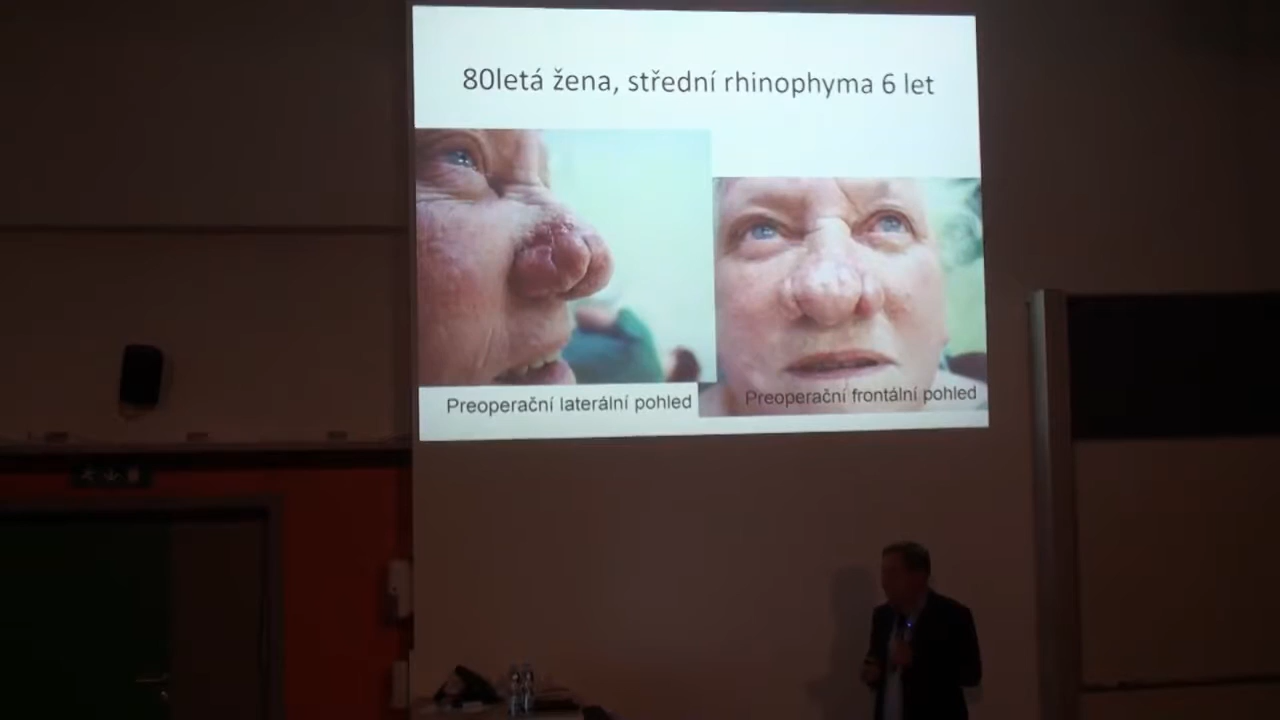 80letá žena, střední rhinophyma 6 let
Preoperační laterální pohled
Preoperační frontální pohled